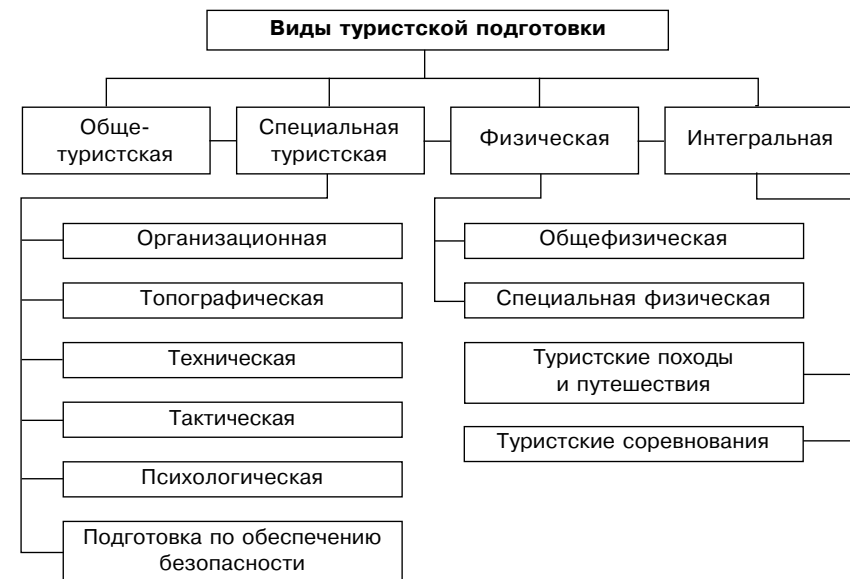 Виды туристской подготовки
Обще-
туристская
Специальная
туристская
Физическая
Интегральная
Организационная
Топографическая
Техническая
Тактическая
Психологическая
Подготовка по обеспечению
безопасности
Общефизическая
Специальная физическая
Туристские походы
и путешествия
Туристские соревнования